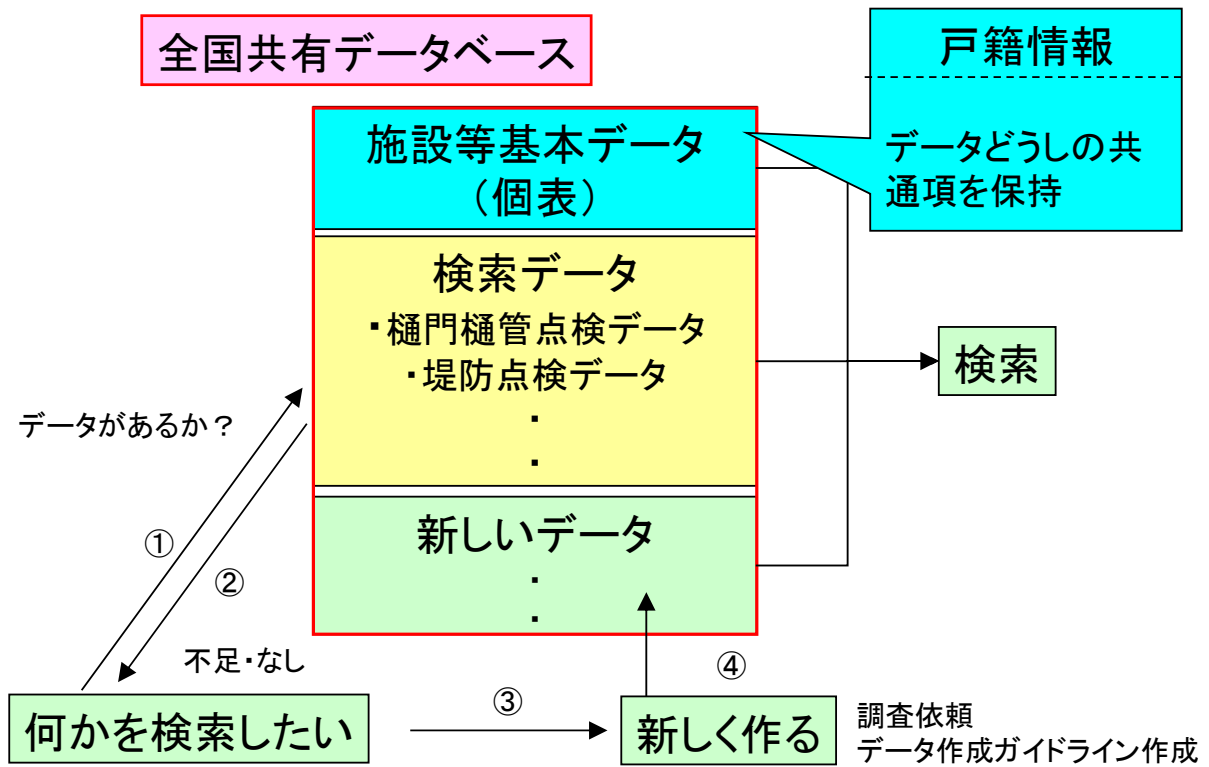 全国共有データベース
戸籍情報
データどうしの共
通項を保持
施設等基本データ
（個表）
検索データ
・樋門樋管点検データ
・堤防点検データ
・
・
検索
データがあるか？
①
②
新しいデータ
・
・
不足・なし
③
④
何かを検索したい
新しく作る
調査依頼
データ作成ガイドライン作成